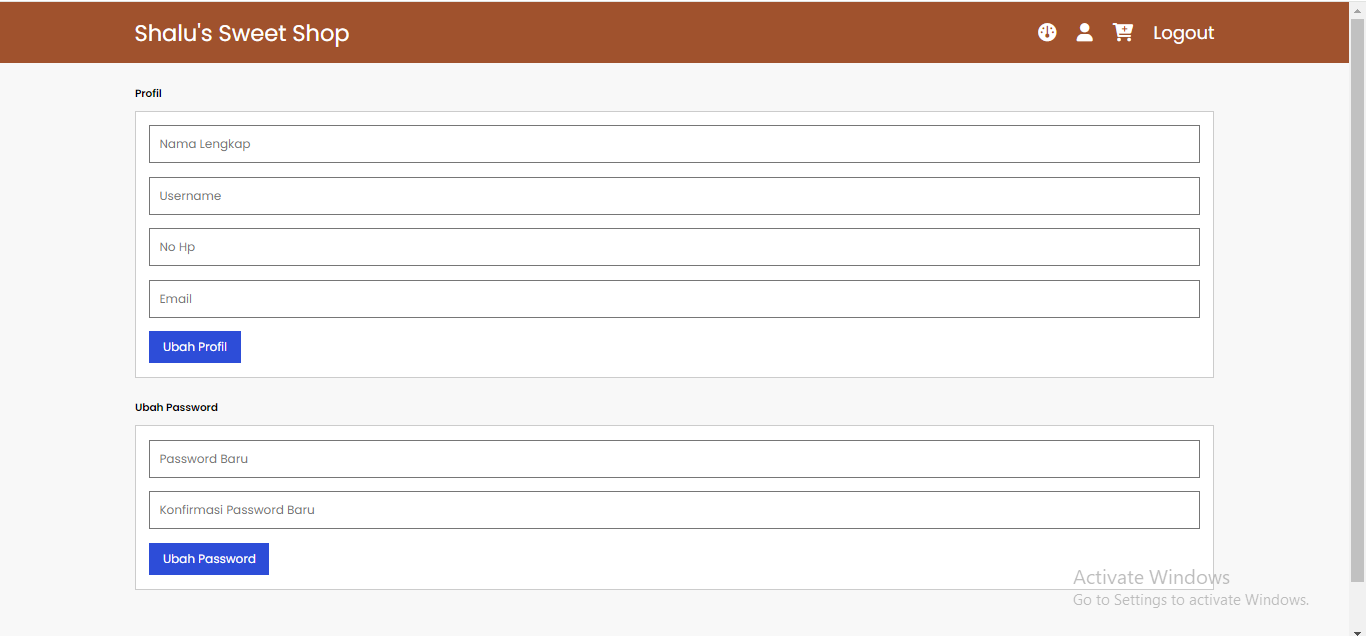 Shalu's Sweet Shop
Logout
Profil
Nama Lengkap
Username
No Hp
Email
Ubah Profil
Ubah Password
Password Baru
Konfirmasi Password Baru
Ubah Password
Activate Windows
Go to Settings to activate Windows.